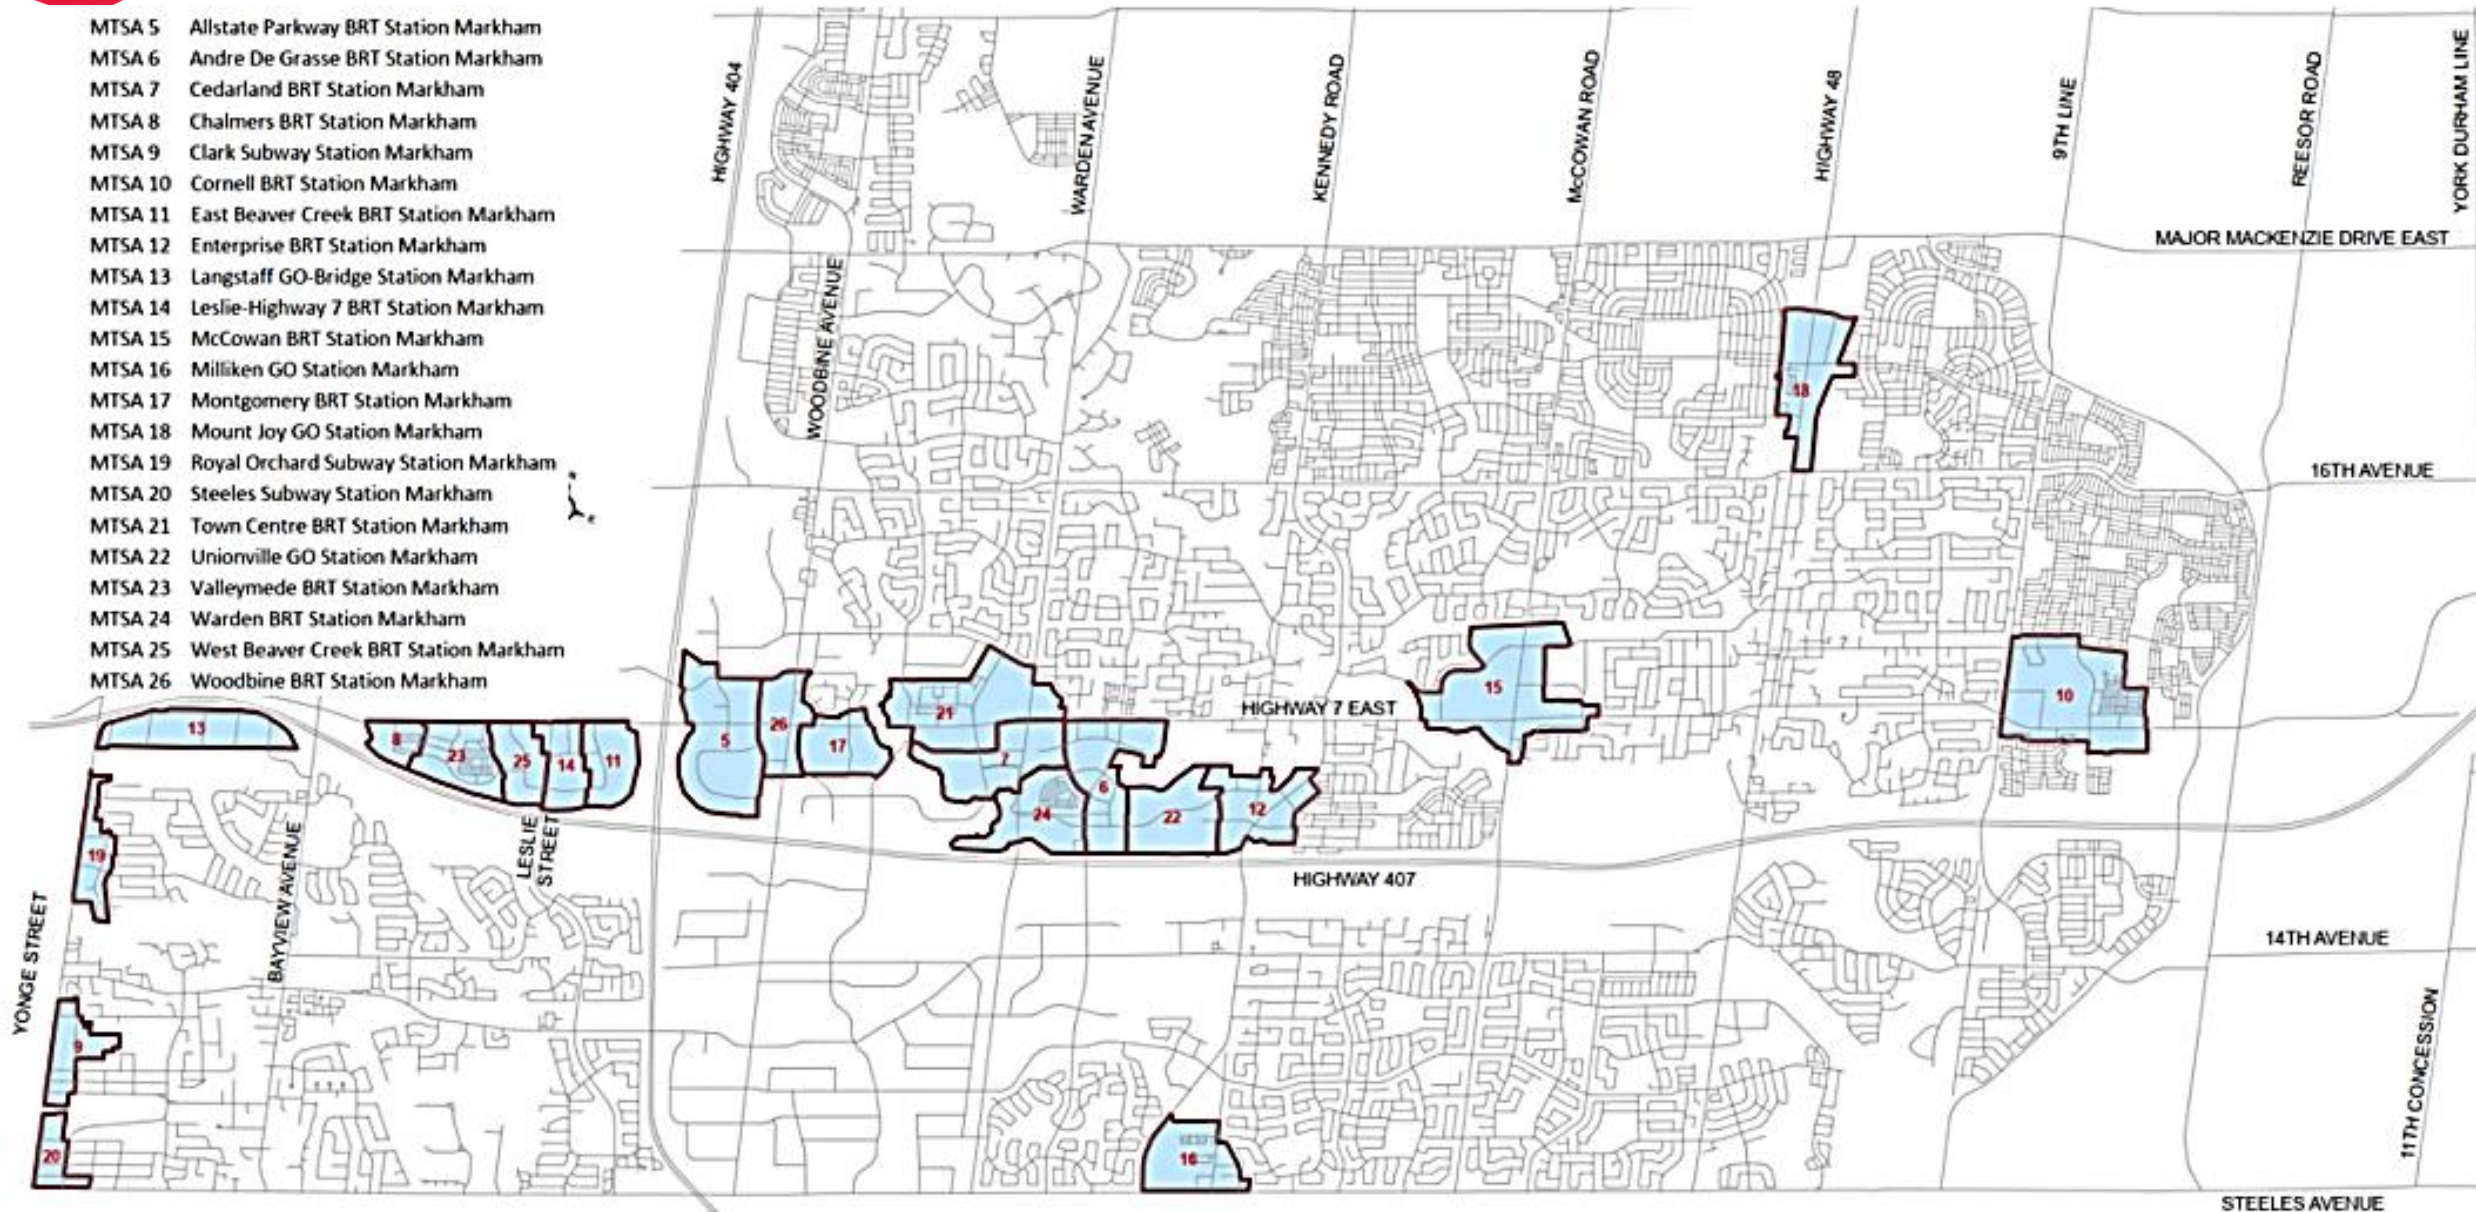 MTSA 5 Allstate Parkway BRT Station Markham
MTSA 6 Andre De Grasse BRT Station Markham
MTSA 7 Cedarland BRT Station Markham
MTSA 8 Chalmers BRT Station Markham
MTSA 9 Clark Subway Station Markham
MTSA 10 Cornell BRT Station Markham
MTSA 11 East Beaver Creek BRT Station Markham
MTSA 12 Enterprise BRT Station Markham
MTSA 13 Langstaff GO-Bridge Station Markham
MTSA 14 Leslie-Highway 7 BRT Station Markham
MTSA 15 McCowan BRT Station Markham
MTSA 16 Milliken GO Station Markham
MTSA 17 Montgomery BRT Station Markham
MTSA 18 Mount Joy GO Station Markham
MTSA 19 Royal Orchard Subway Station Markham
MTSA 20 Steeles Subway Station Markham
MTSA 21 Town Centre BRT Station Markham
MTSA 22 Unionville GO Station Markham
MTSA 23 Valleymede BRT Station Markham
MTSA 24 Warden BRT Station Markham
MTSA 25 West Beaver Creek BRT Station Markham
MTSA 26 Woodbine BRT Station Markham
HIGHWAY 404
WARDEN AVENUE
KENNEDY ROAD
McCOWAN ROAD
HIGHWAY 48
9TH LINE
REESOR ROAD
YORK DURHAM LINE
MAJOR MACKENZIE DRIVE EAST
WOODBINE AVENUE
18
16TH AVENUE
13
8
23
25
14
11
5
26
17
21
7
6
24
22
12
HIGHWAY 7 EAST
15
10
19
LESLIE
STREET
BAYVIEW AVENUE
HIGHWAY 407
YONGE STREET
14TH AVENUE
9
11TH CONCESSION
20
16
STEELES AVENUE